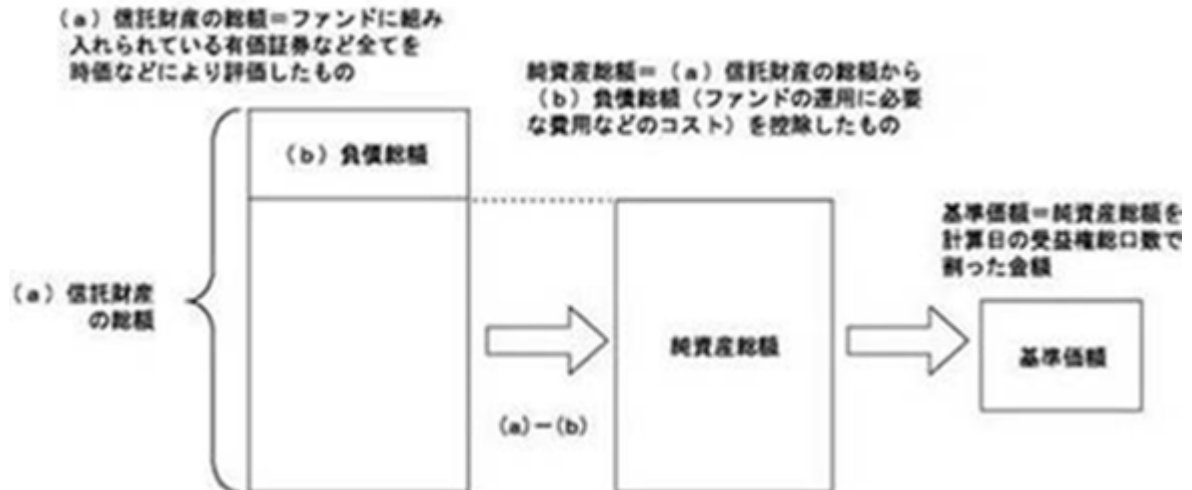 (a) 信託財産の総額＝ファンドに組み
入れられている有価証券など全てを
時価などにより評価したもの
純資産総額＝(a) 信託財産の総額から
(b) 負債総額（ファンドの運用に必要
な費用などのコスト）を控除したもの
(b) 負債総額
基準価額＝純資産総額を
計算日の受益権総口数で
割った金額
(a) 信託財産
の総額
純資産総額
基準価額
(a)－(b)